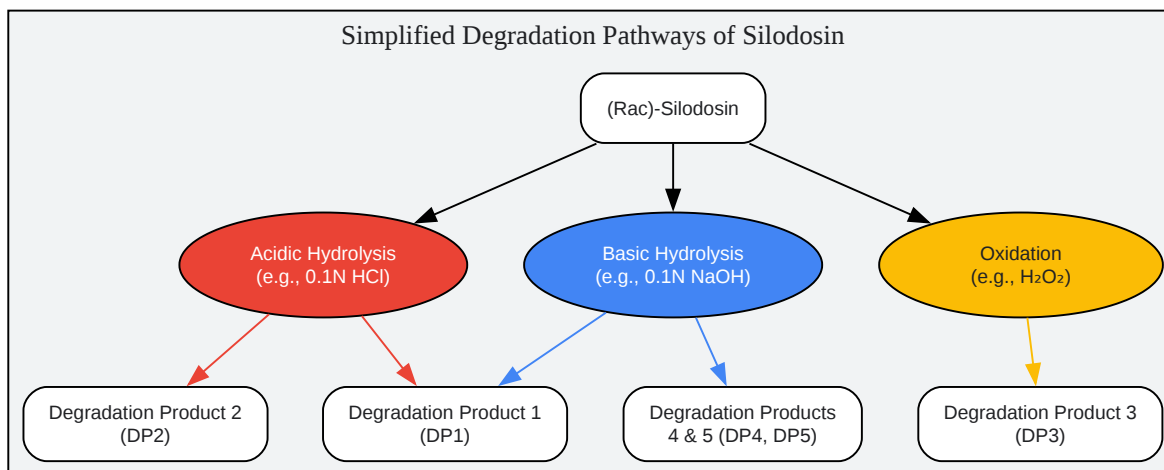 Simplified Degradation Pathways of Silodosin
(Rac)-Silodosin
Acidic Hydrolysis
(e.g., 0.1N HCl)
Basic Hydrolysis
(e.g., 0.1N NaOH)
Oxidation
(e.g., H₂O₂)
Degradation Product 2
(DP2)
Degradation Product 1
(DP1)
Degradation Products
4 & 5 (DP4, DP5)
Degradation Product 3
(DP3)